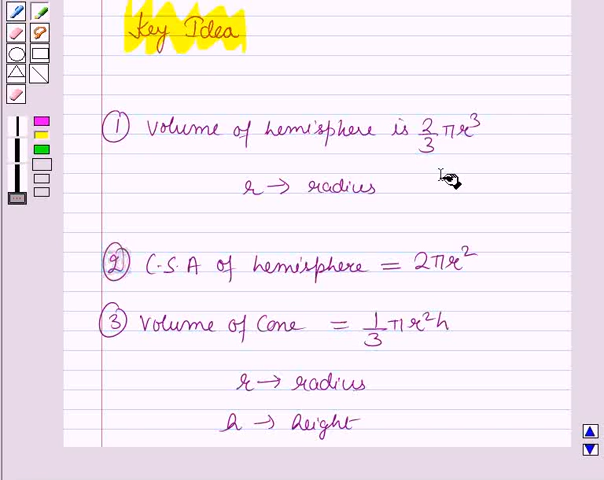 Key Idea
① Volume of hemisphere is 2/3 πr³
r → radius
② C.S.A of hemisphere = 2πr²
③ Volume of Cone = 1/3 πr²h
r → radius
h → height